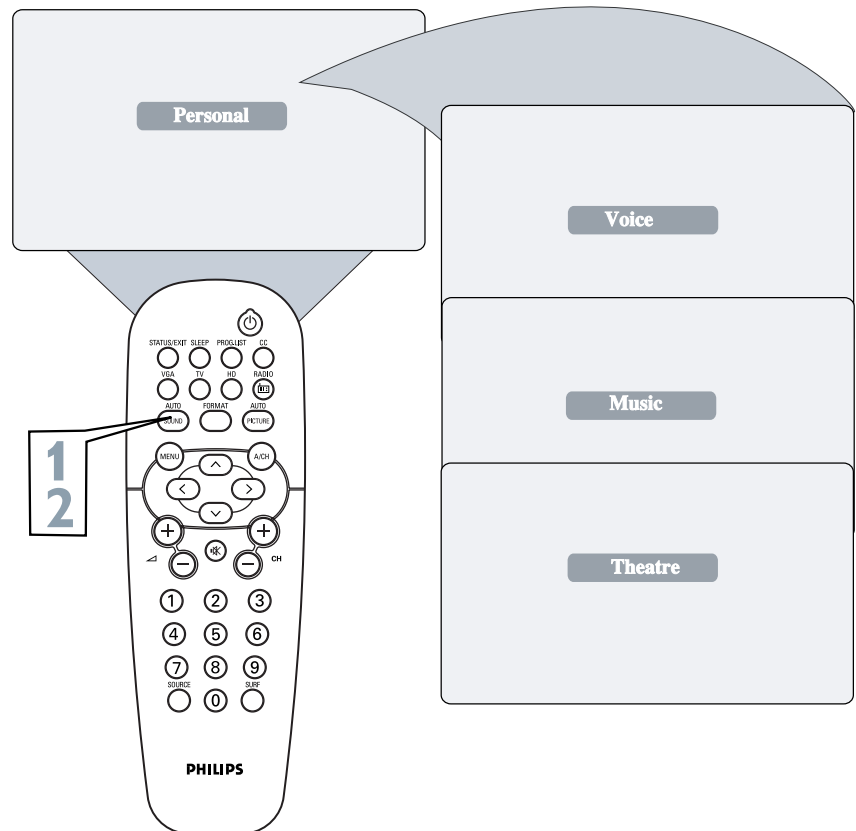 Personal
Voice
Music
Theatre
STATUS/EXIT SLEEP PROG.LIST CC
VGA TV HD RADIO
AUTO FORMAT AUTO
SOUND PICTURE
1
2
MENU A/CH
+ +
− − CH
1 2 3
4 5 6
7 8 9
SOURCE 0 SURF
PHILIPS